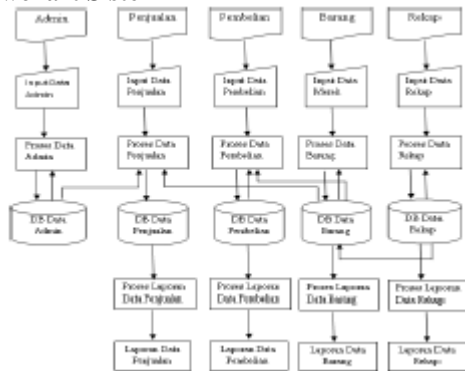 Admin
Penjualan
Pembelian
Barang
Rekap
Input Data
Admin
Input Data
Penjualan
Input Data
Pembelian
Input Data
Merek
Input Data
Rekap
Proses Data
Admin
Proses Data
Penjualan
Proses Data
Pembelian
Proses Data
Barang
Proses Data
Rekap
DB Data
Admin
DB Data
Penjualan
DB Data
Pembelian
DB Data
Barang
DB Data
Rekap
Proses Laporan
Data Penjualan
Proses Laporan
Data Pembelian
Proses Laporan
Data Barang
Proses Laporan
Data Rekap
Laporan Data
Penjualan
Laporan Data
Pembelian
Laporan Data
Barang
Laporan Data
Rekap